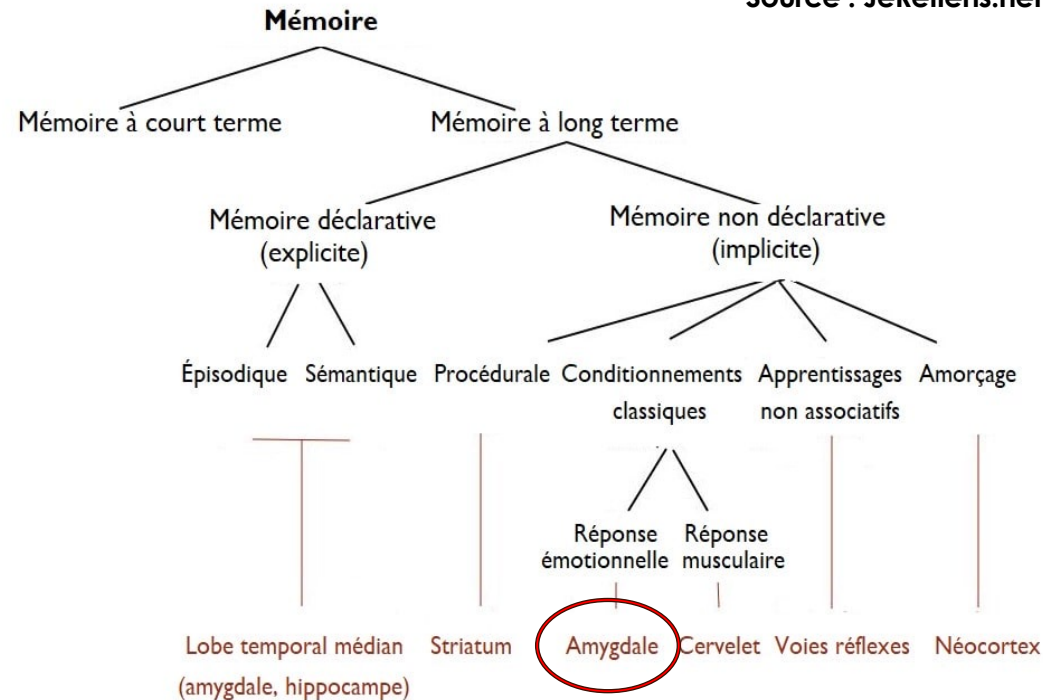 Source : Jekellens.net
Mémoire
Mémoire à court terme
Mémoire à long terme
Mémoire déclarative
(explicite)
Mémoire non déclarative
(implicite)
Épisodique
Sémantique
Procédurale
Conditionnements
classiques
Apprentissages
non associatifs
Amorçage
Réponse
émotionnelle
Réponse
musculaire
Lobe temporal médian
(amygdale, hippocampe)
Striatum
Amygdale
Cervelet
Voies réflexes
Néocortex